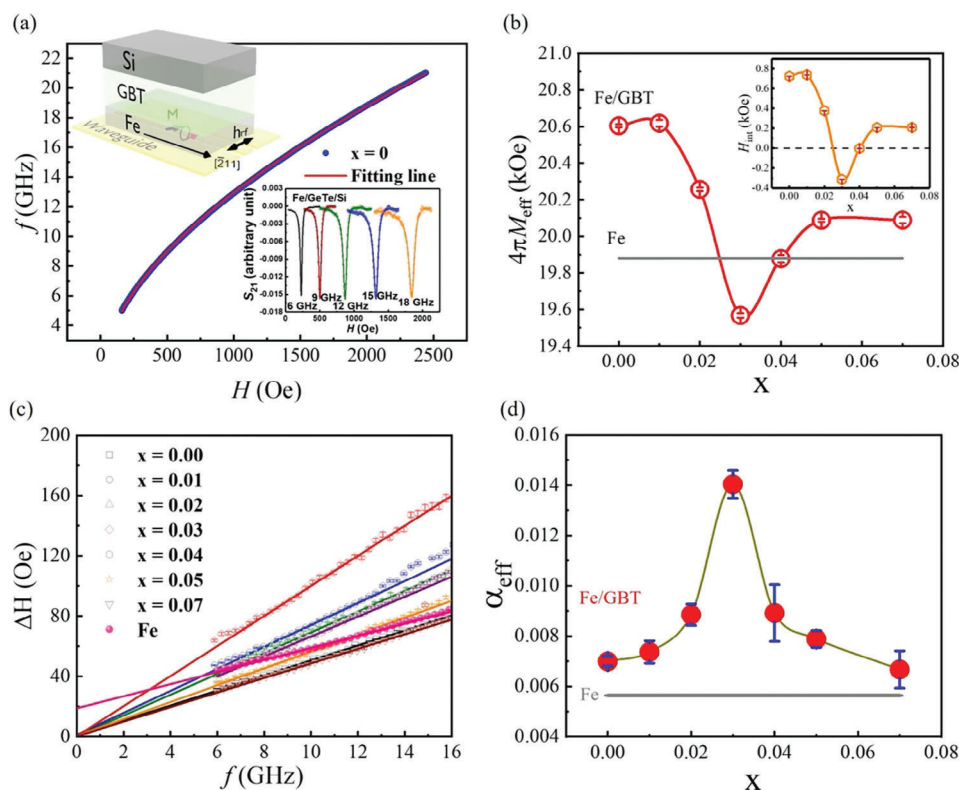 (a)
22
20
18
16
14
12
10
8
6
4
f (GHz)
0 500 1000 1500 2000 2500
H (Oe)
Si
GBT
M
Fe
Waveguide
hrf
[2̄11]
x = 0
Fitting line
Fe/GeTe/Si
0.003
0.000
-0.003
-0.006
-0.009
-0.012
-0.015
-0.018
S21 (arbitrary unit)
6 GHz 9 GHz 12 GHz 15 GHz 18 GHz
0 500 1000 1500 2000
H (Oe)
(b)
21.0
20.8
20.6
20.4
20.2
20.0
19.8
19.6
19.4
4πMeff (kOe)
Fe/GBT
Fe
0.00 0.02 0.04 0.06 0.08
X
0.8
0.4
0.0
-0.4
Hint (kOe)
0.00 0.02 0.04 0.06 0.08
x
(c)
200
160
120
80
40
0
ΔH (Oe)
x = 0.00
x = 0.01
x = 0.02
x = 0.03
x = 0.04
x = 0.05
x = 0.07
Fe
0 2 4 6 8 10 12 14 16
f (GHz)
(d)
0.016
0.014
0.012
0.010
0.008
0.006
0.004
αeff
Fe/GBT
Fe
0.00 0.02 0.04 0.06 0.08
X